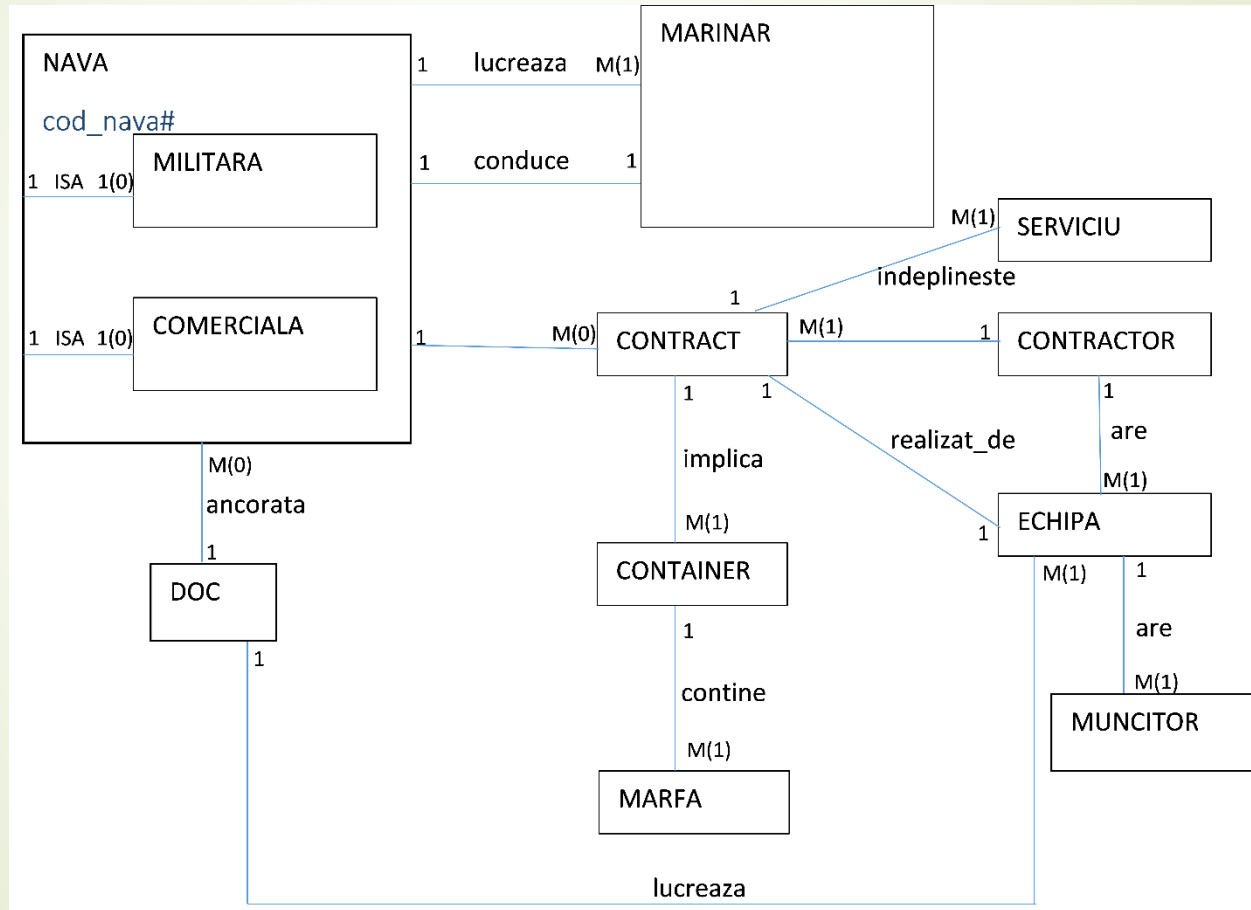 NAVA
cod_nava#
MILITARA
1 ISA 1(0)
COMERCIALA
1 ISA 1(0)
1 lucreaza M(1)
1 conduce 1
MARINAR
M(1)
SERVICIU
indeplineste
1
1
M(0)
CONTRACT
M(1)
1
CONTRACTOR
1
1
1
implica
realizat_de
are
M(1)
M(1)
1
ECHIPA
CONTAINER
M(0)
ancorata
1
DOC
1
1
contine
M(1)
MARFA
M(1)
1
are
M(1)
MUNCITOR
lucreaza